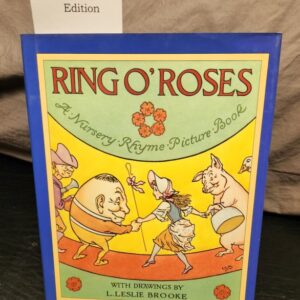 Edition
RING O' ROSES
A Nursery Rhyme Picture Book
WITH DRAWINGS BY
L. LESLIE BROOKE